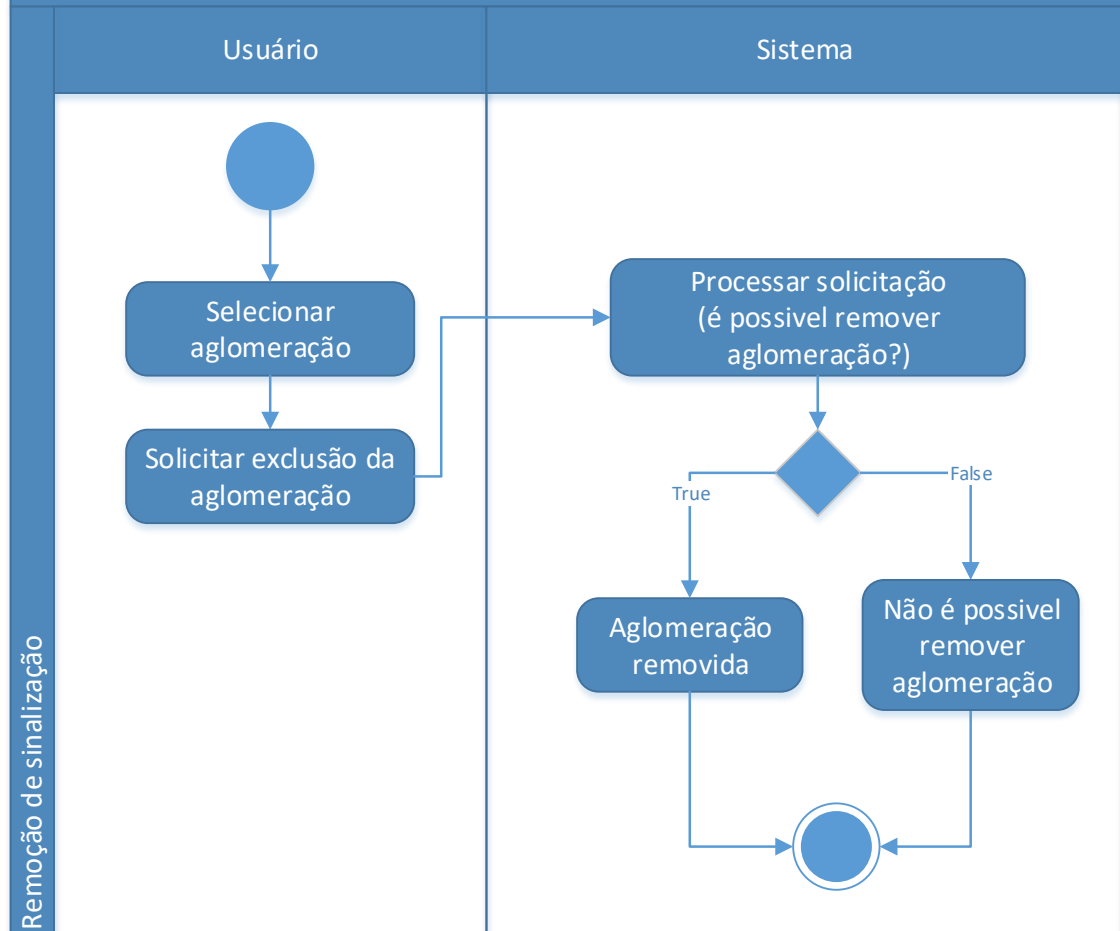 Usuário
Sistema
Selecionar
aglomeração
Solicitar exclusão da
aglomeração
Processar solicitação
(é possivel remover
aglomeração?)
True
False
Aglomeração
removida
Não é possivel
remover
aglomeração
Remoção de sinalização